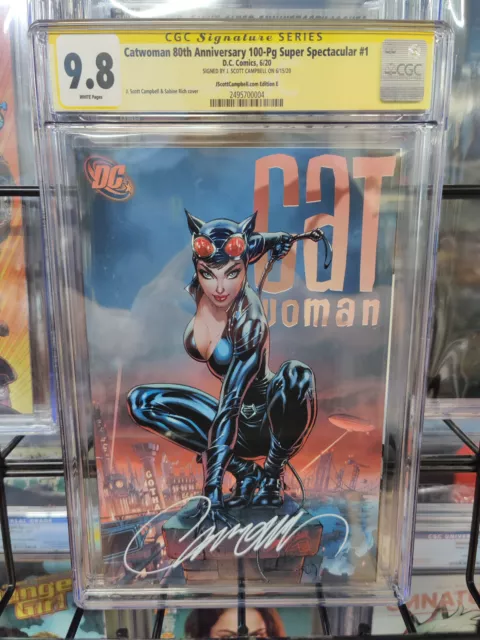 CGC Signature SERIES
Catwoman 80th Anniversary 100-Pg Super Spectacular #1
D.C. Comics, 6/20
SIGNED BY J. SCOTT CAMPBELL ON 6/15/20
9.8
WHITE Pages
J. Scott Campbell & Sabine Rich cover
JScottCampbell.com Edition E
2495700004
CGC
DC
CAT
woman